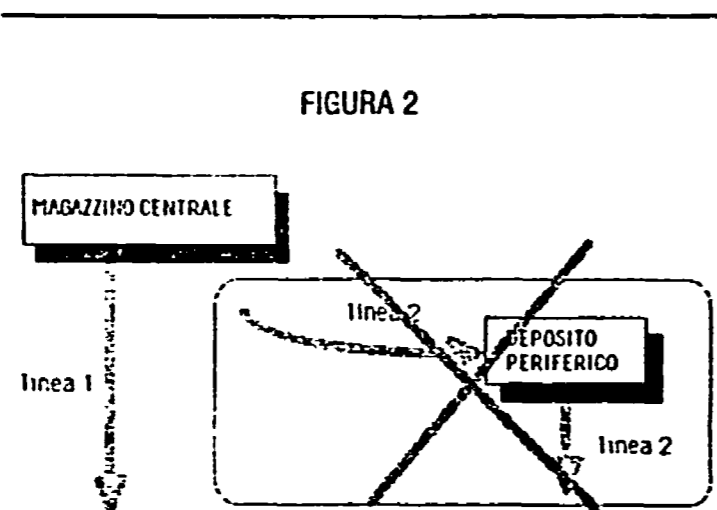 FIGURA 2
MAGAZZINO CENTRALE
linea 2
DEPOSITO
PERIFERICO
linea 1
linea 2